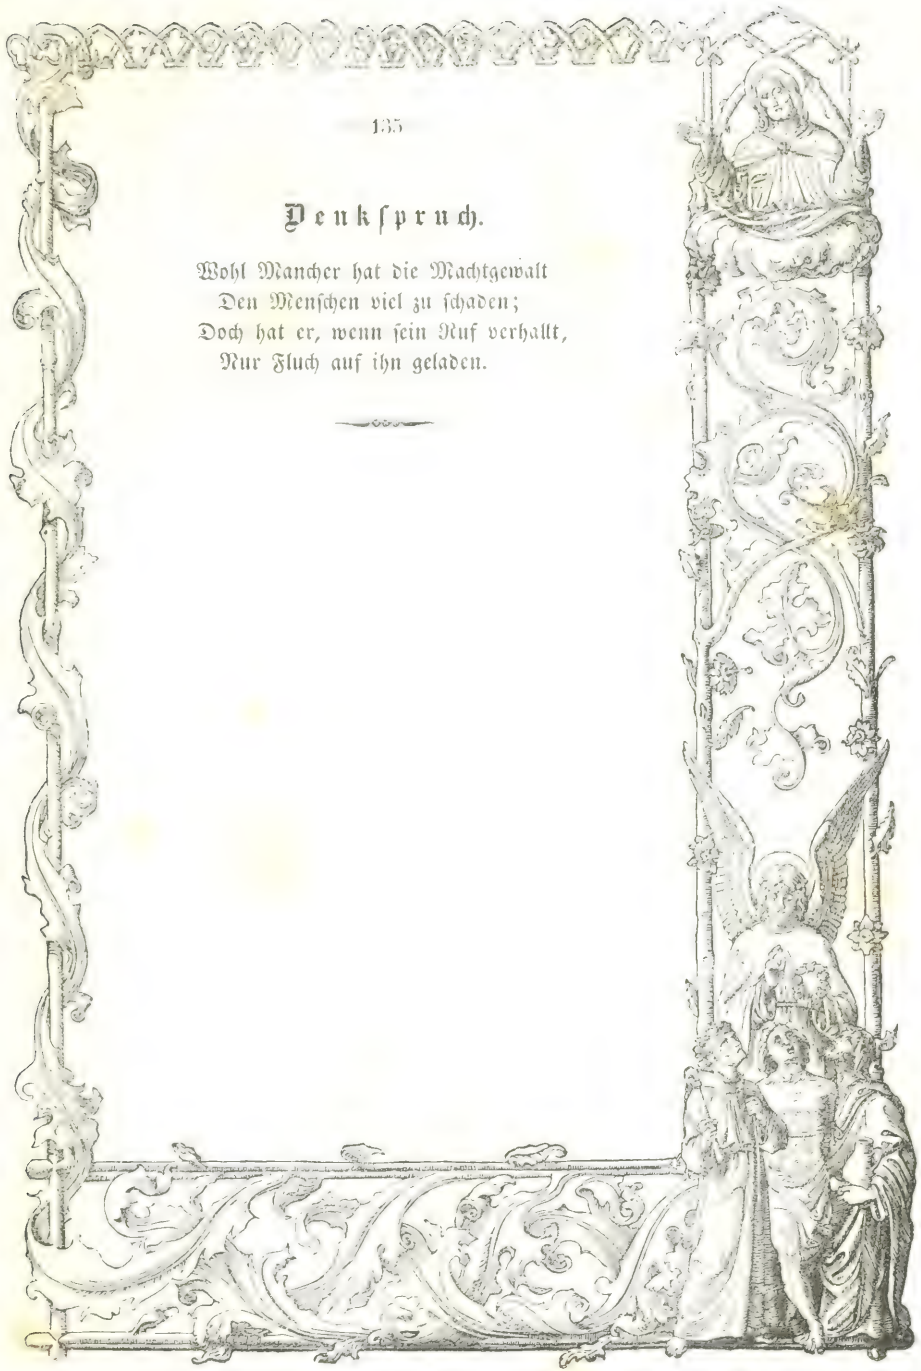 135
Denkſpruch.
Wohl Mancher hat die Machtgewalt
Den Menſchen viel zu ſchaden;
Doch hat er, wenn ſein Ruf verhallt,
Nur Fluch auf ihn geladen.